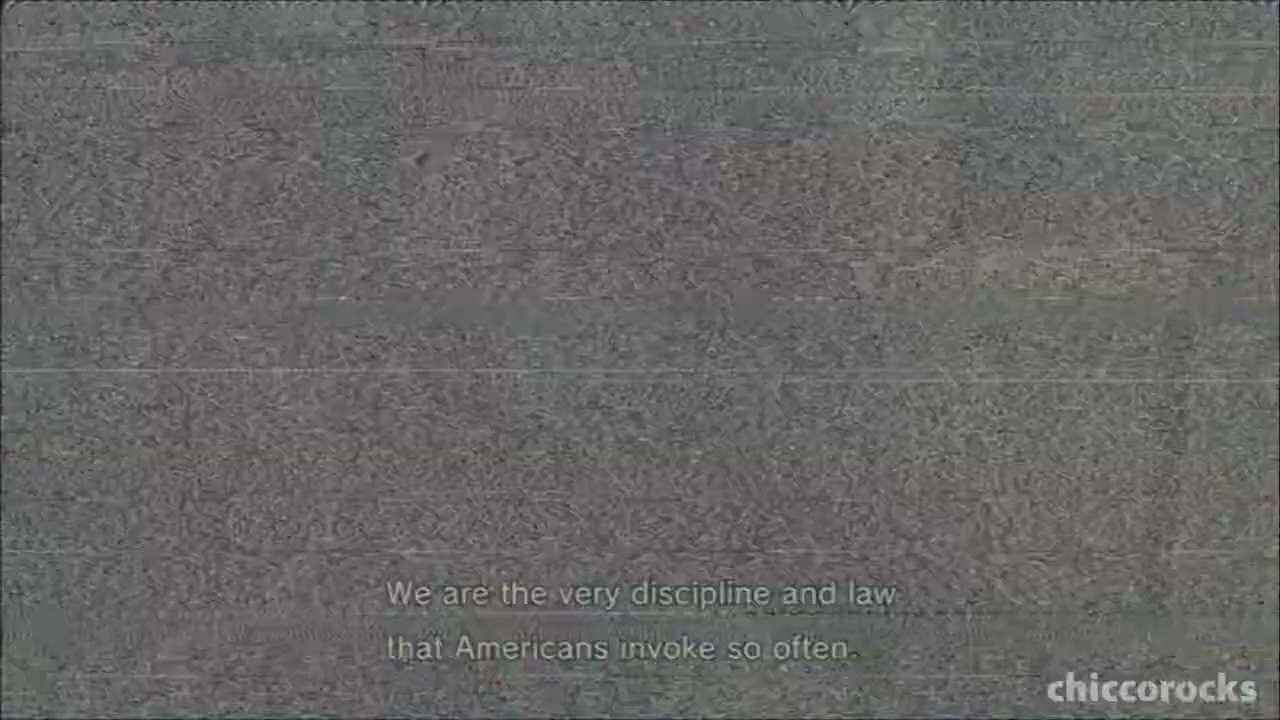 We are the very discipline and law
that Americans invoke so often.
chiccorocks